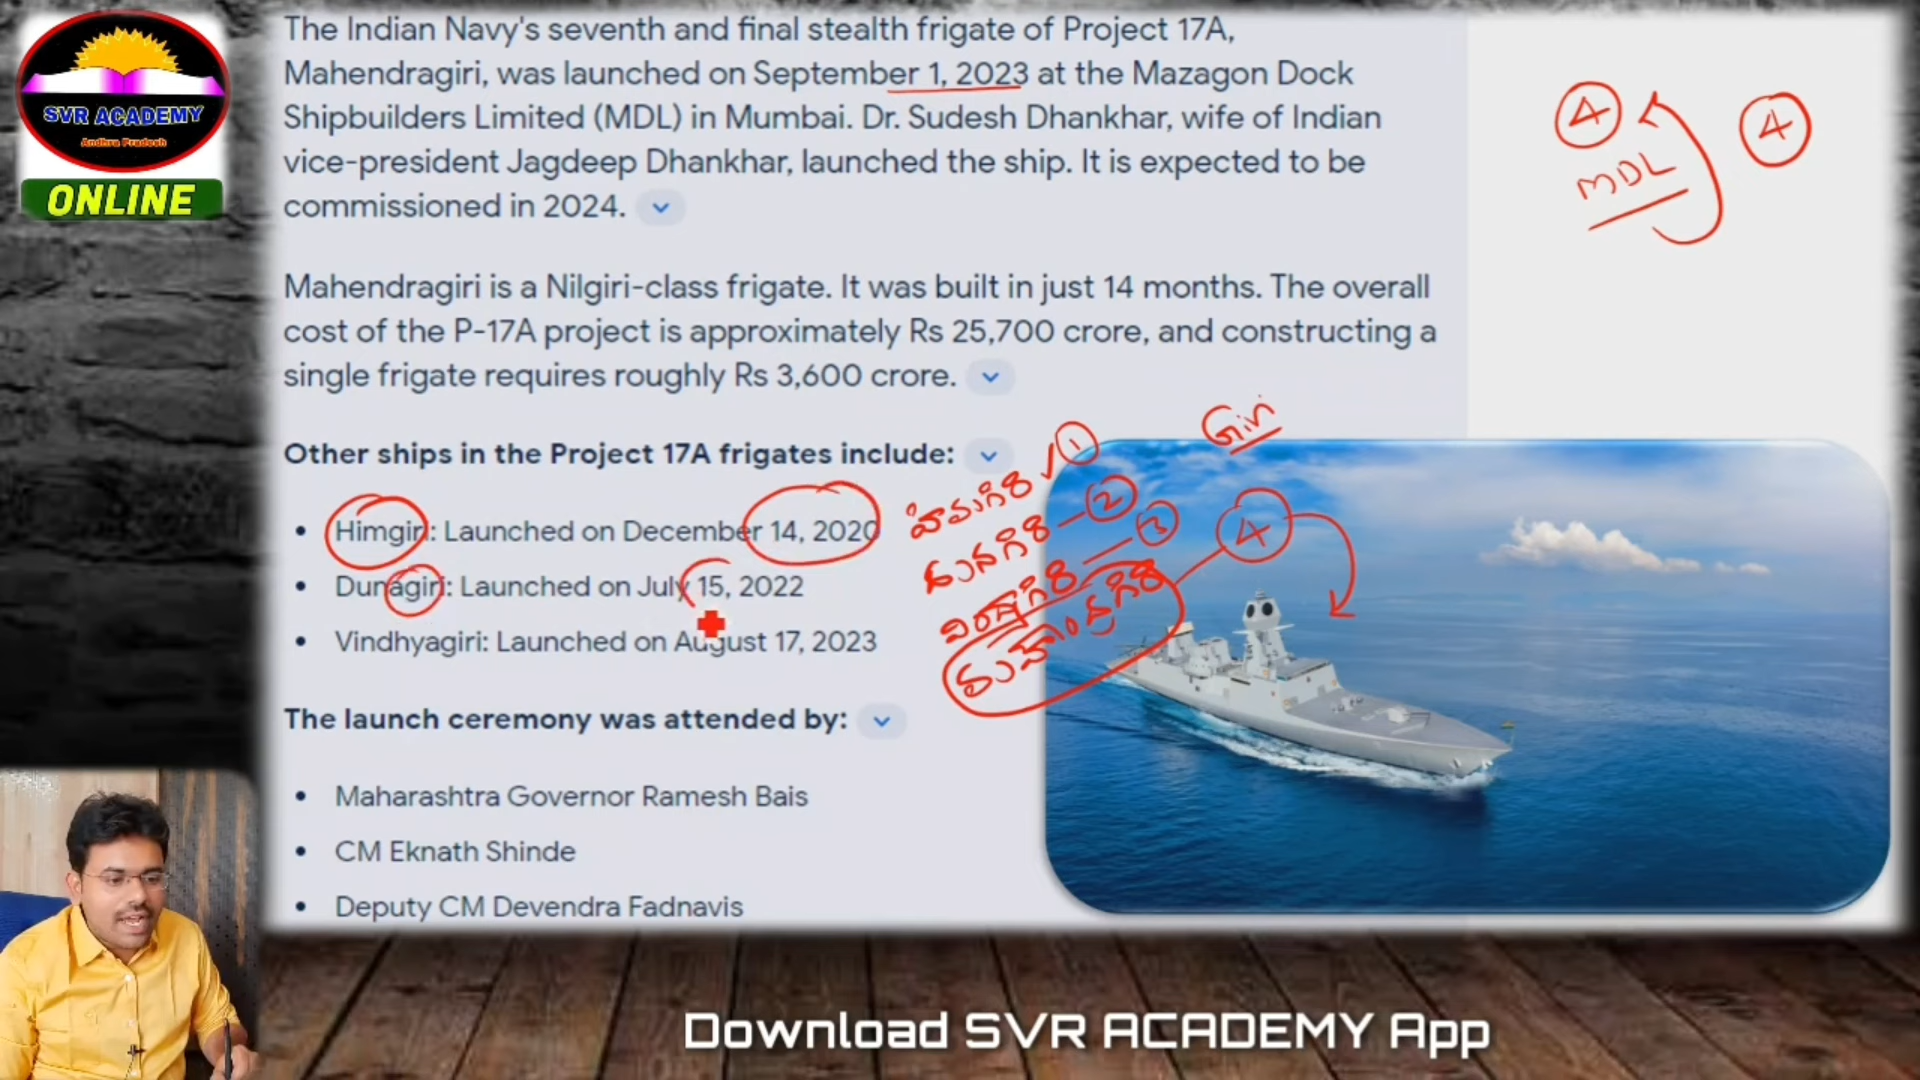 SVR ACADEMY
Andhra Pradesh
ONLINE
The Indian Navy's seventh and final stealth frigate of Project 17A,
Mahendragiri, was launched on September 1, 2023 at the Mazagon Dock
Shipbuilders Limited (MDL) in Mumbai. Dr. Sudesh Dhankhar, wife of Indian
vice-president Jagdeep Dhankhar, launched the ship. It is expected to be
commissioned in 2024.
4
MDL
4
Mahendragiri is a Nilgiri-class frigate. It was built in just 14 months. The overall
cost of the P-17A project is approximately Rs 25,700 crore, and constructing a
single frigate requires roughly Rs 3,600 crore.
Giri
Other ships in the Project 17A frigates include:
హిమగిరి 1
దునగిరి - 2
వింధ్యగిరి - 3
మహేంద్రగిరి - 4
Himgiri: Launched on December 14, 2020
Dunagiri: Launched on July 15, 2022
Vindhyagiri: Launched on August 17, 2023
The launch ceremony was attended by:
Maharashtra Governor Ramesh Bais
CM Eknath Shinde
Deputy CM Devendra Fadnavis
Download SVR ACADEMY App